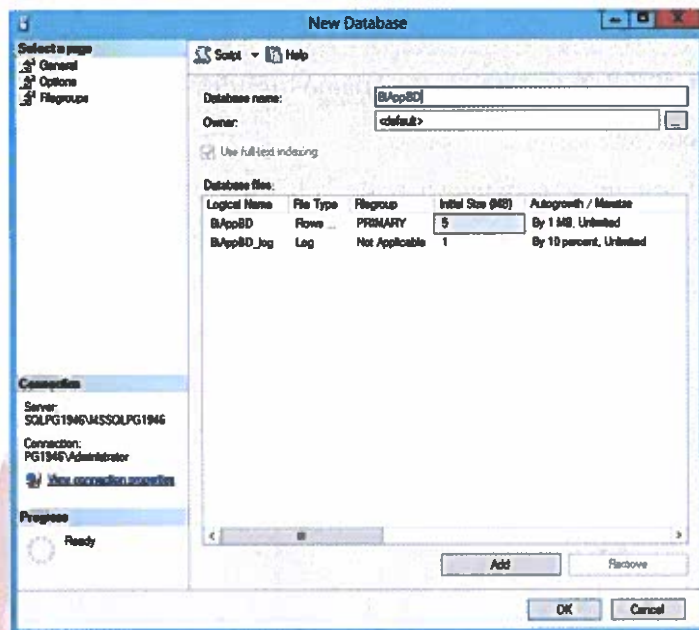 New Database
Select a page
General
Options
Filegroups
Script Help
Database name: BiAppBD
Owner: <default> ...
Use full-text indexing
Database files:
Logical Name File Type Filegroup Initial Size (MB) Autogrowth / Maxsize
BiAppBD Rows ... PRIMARY 5 By 1 MB, Unlimited
BiAppBD_log Log Not Applicable 1 By 10 percent, Unlimited
Connection
Server:
SQLPG1946\MSSQLPG1946
Connection:
PG1946\Administrator
View connection properties
Progress
Ready
Add Remove
OK Cancel